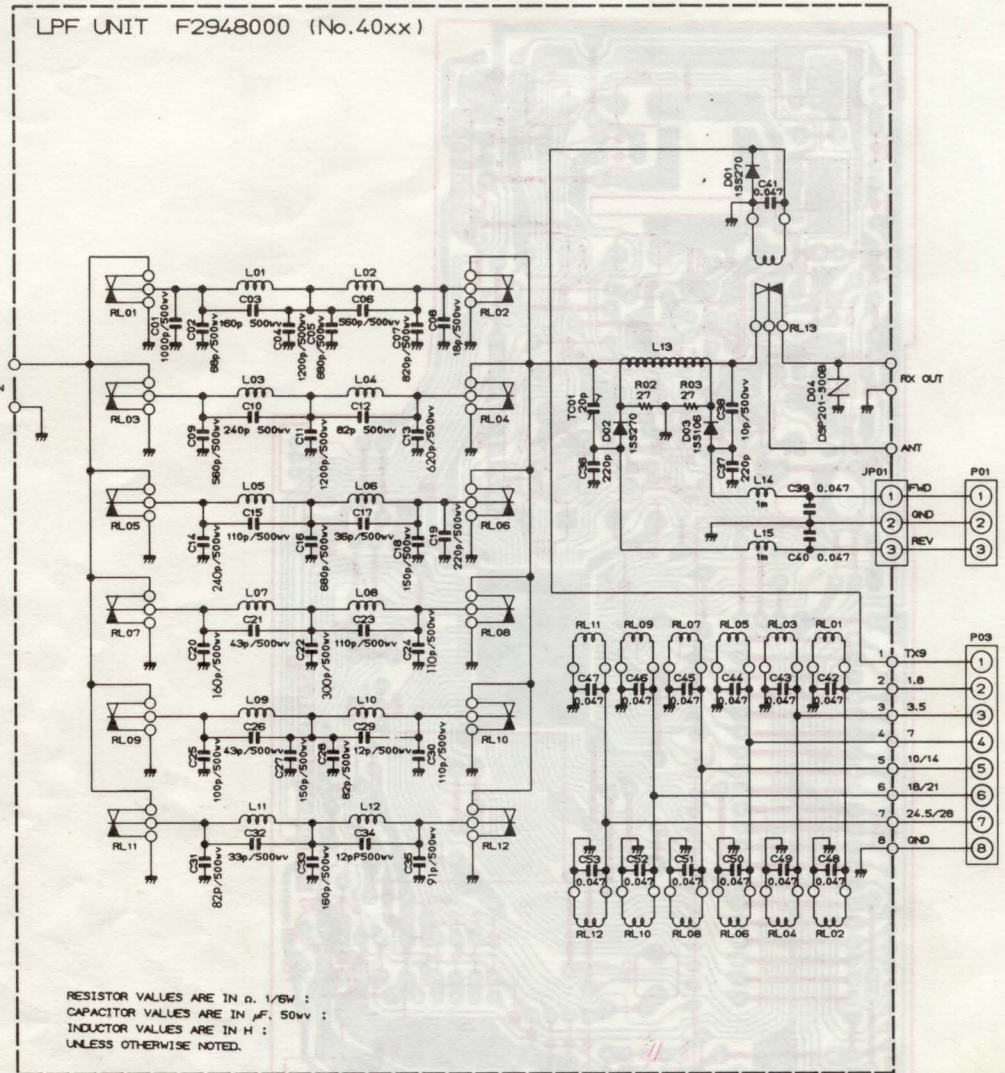 LPF UNIT F2948000 (No.40xx)
D01
1SS270
C41
0.047
RL13
RL01
C01
1000p/500wv
C02
68p/500wv
L01
C03
160p 500wv
C04
1200p/500wv
C05
680p/500wv
L02
C06
560p/500wv
C07
820p/500wv
C08
18p/500wv
RL02
RL03
C09
560p/500wv
L03
C10
240p 500wv
C11
1200p/500wv
L04
C12
82p 500wv
C13
620p/500wv
RL04
RL05
C14
240p/500wv
L05
C15
110p/500wv
C16
680p/500wv
L06
C17
36p/500wv
C18
150p/500wv
C19
220p/500wv
RL06
RL07
C20
160p/500wv
L07
C21
43p/500wv
C22
300p/500wv
L08
C23
110p/500wv
C24
110p/500wv
RL08
RL09
C25
100p/500wv
L09
C26
43p/500wv
C27
150p/500wv
C28
82p/500wv
L10
C29
12p/500wv
C30
110p/500wv
RL10
RL11
C31
82p/500wv
L11
C32
33p/500wv
C33
160p/500wv
L12
C34
12pP500wv
C35
91p/500wv
RL12
L13
TC01
20p
R02
27
R03
27
D02
1SS270
D03
1SS106
C38
10p/500wv
C36
220p
C37
220p
L14
1m
C39 0.047
L15
1m
C40 0.047
D04
DSP201-S00B
RX OUT
ANT
JP01
P01
1 FWD 1
2 GND 2
3 REV 3
RL11 RL09 RL07 RL05 RL03 RL01
C47 C46 C45 C44 C43 C42
0.047 0.047 0.047 0.047 0.047 0.047
P03
1 TX9 1
2 1.8 2
3 3.5 3
4 7 4
5 10/14 5
6 18/21 6
7 24.5/28 7
8 GND 8
C53 C52 C51 C50 C49 C48
0.047 0.047 0.047 0.047 0.047 0.047
RL12 RL10 RL08 RL06 RL04 RL02
RESISTOR VALUES ARE IN Ω. 1/6W :
CAPACITOR VALUES ARE IN μF. 50wv :
INDUCTOR VALUES ARE IN H :
UNLESS OTHERWISE NOTED.